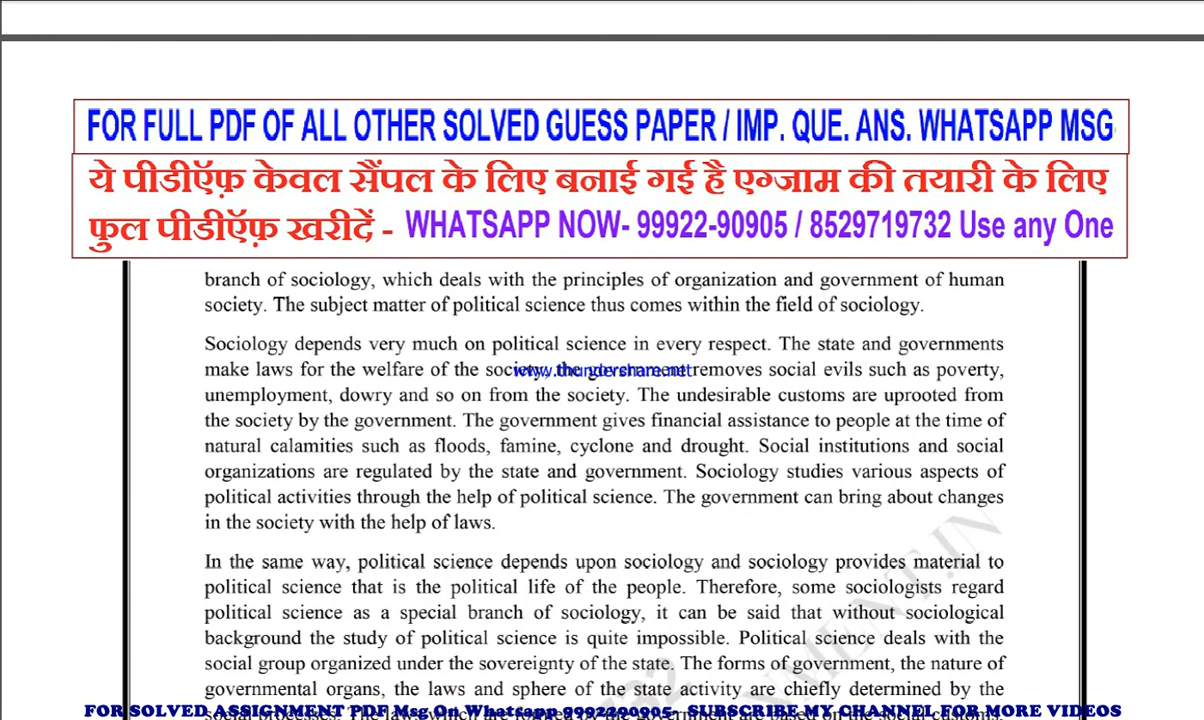 FOR FULL PDF OF ALL OTHER SOLVED GUESS PAPER / IMP. QUE. ANS. WHATSAPP MSG
ये पीडीऍफ़ केवल सैंपल के लिए बनाई गई है एग्जाम की तयारी के लिए
फुल पीडीऍफ़ खरीदें - WHATSAPP NOW- 99922-90905 / 8529719732 Use any One
branch of sociology, which deals with the principles of organization and government of human
society. The subject matter of political science thus comes within the field of sociology.
Sociology depends very much on political science in every respect. The state and governments
make laws for the welfare of the society, the government removes social evils such as poverty,
www.thundershare.net
unemployment, dowry and so on from the society. The undesirable customs are uprooted from
the society by the government. The government gives financial assistance to people at the time of
natural calamities such as floods, famine, cyclone and drought. Social institutions and social
organizations are regulated by the state and government. Sociology studies various aspects of
political activities through the help of political science. The government can bring about changes
in the society with the help of laws.
In the same way, political science depends upon sociology and sociology provides material to
political science that is the political life of the people. Therefore, some sociologists regard
political science as a special branch of sociology, it can be said that without sociological
background the study of political science is quite impossible. Political science deals with the
social group organized under the sovereignty of the state. The forms of government, the nature of
governmental organs, the laws and sphere of the state activity are chiefly determined by the
FOR SOLVED ASSIGNMENT PDF Msg On Whatsapp 9992290905- SUBSCRIBE MY CHANNEL FOR MORE VIDEOS